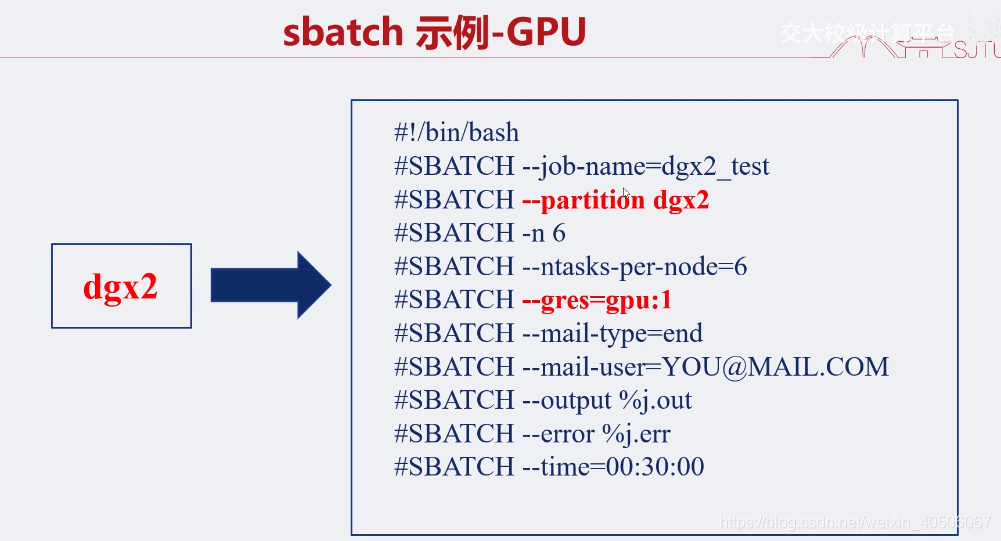 sbatch 示例-GPU
交大校级计算平台
SJTU
dgx2
#!/bin/bash
#SBATCH --job-name=dgx2_test
#SBATCH --partition dgx2
#SBATCH -n 6
#SBATCH --ntasks-per-node=6
#SBATCH --gres=gpu:1
#SBATCH --mail-type=end
#SBATCH --mail-user=YOU@MAIL.COM
#SBATCH --output %j.out
#SBATCH --error %j.err
#SBATCH --time=00:30:00
https://blog.csdn.net/weixin_40506067